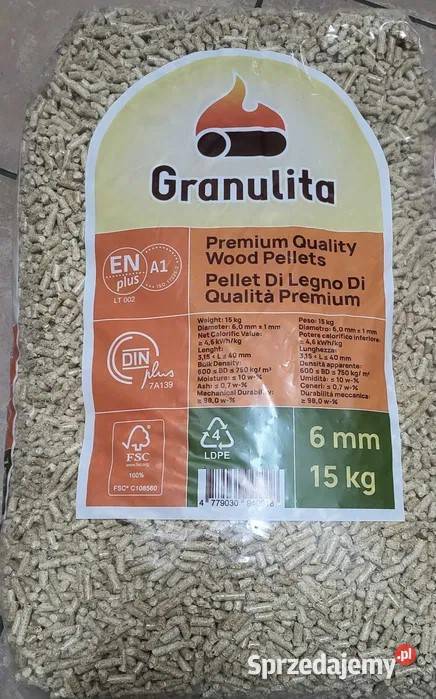 Granulita
Premium Quality
Wood Pellets
Pellet Di Legno Di
Qualità Premium
EN
plus
A1
LT 002
Weight: 15 kg
Diameter: 6,0 mm ± 1 mm
Net Calorific Value:
≥ 4,6 kWh/kg
Lenght:
3,15 < L ≤ 40 mm
Bulk Density:
600 ≤ BD ≤ 750 kg/ m³
Moisture: ≤ 10 w-%
Ash: ≤ 0,7 w-%
Mechanical Durability:
≥ 98,0 w-%
Peso: 15 kg
Diametro: 6,0 mm ± 1 mm
Potere calorifico inferiore:
≥ 4,6 kWh/kg
Lunghezza:
3,15 < L ≤ 40 mm
Densità apparente:
600 ≤ BD ≤ 750 kg/ m³
Umidità: ≤ 10 w-%
Ceneri: ≤ 0,7 w-%
Durabilità meccanica:
≥ 98,0 w-%
DIN
plus
7A139
FSC
www.fsc.org
100%
FSC® C108560
4
LDPE
4 779030
6 mm
15 kg
Sprzedajemy.pl